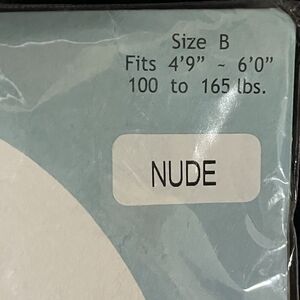 Size B
Fits 4'9" ~ 6'0"
100 to 165 lbs.
NUDE